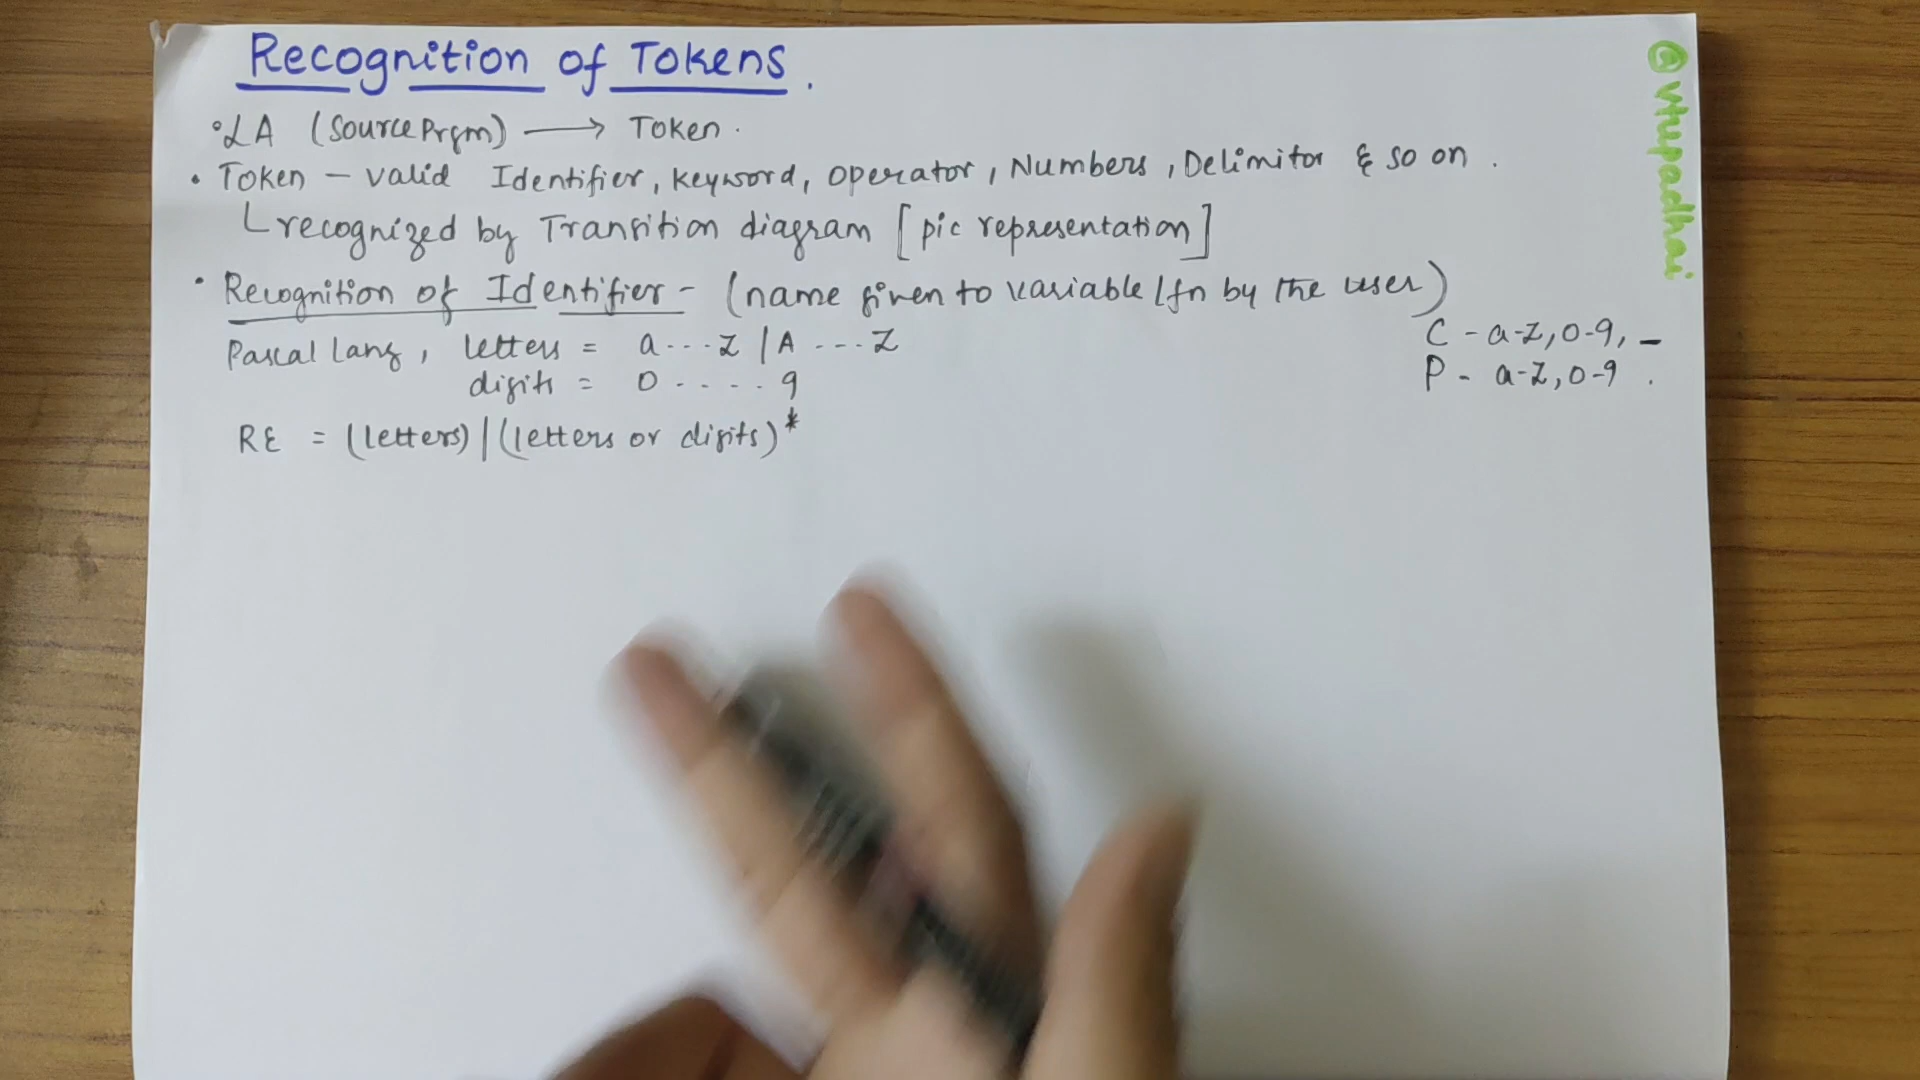 Recognition of Tokens.
• LA (Source Prgm) ⟶ Token.
• Token – valid Identifier, keyword, operator, Numbers, Delimitor & so on.
recognized by Transition diagram [pic representation]
• Recognition of Identifier - (name given to variable/fn by the user)
Pascal lang, letters = a---z | A ---Z
digits = 0 - - - - 9
RE = (letters) | (letters or digits)*
C - a-z, 0-9, _
P - a-z, 0-9 .
@vtupadhai